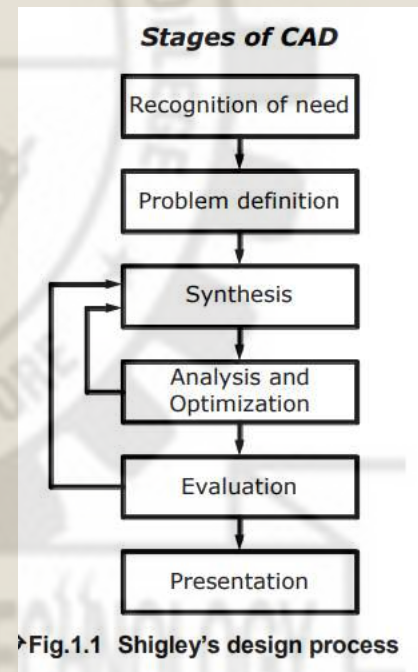 Stages of CAD
Recognition of need
Problem definition
Synthesis
Analysis and
Optimization
Evaluation
Presentation
Fig.1.1 Shigley's design process